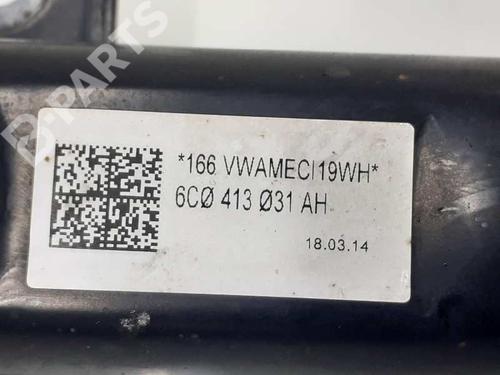 B-PARTS
*166 VWAMECI19WH*
6CØ 413 Ø31 AH
18.03.14